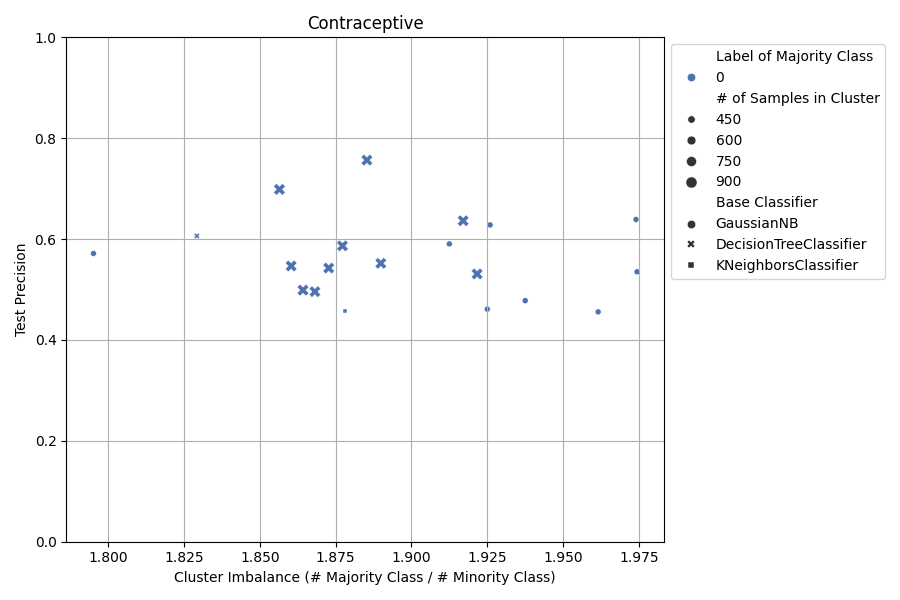 Contraceptive
1.0
0.8
0.6
0.4
0.2
0.0
Test Precision
1.800
1.825
1.850
1.875
1.900
1.925
1.950
1.975
Cluster Imbalance (# Majority Class / # Minority Class)
Label of Majority Class
0
# of Samples in Cluster
450
600
750
900
Base Classifier
GaussianNB
DecisionTreeClassifier
KNeighborsClassifier